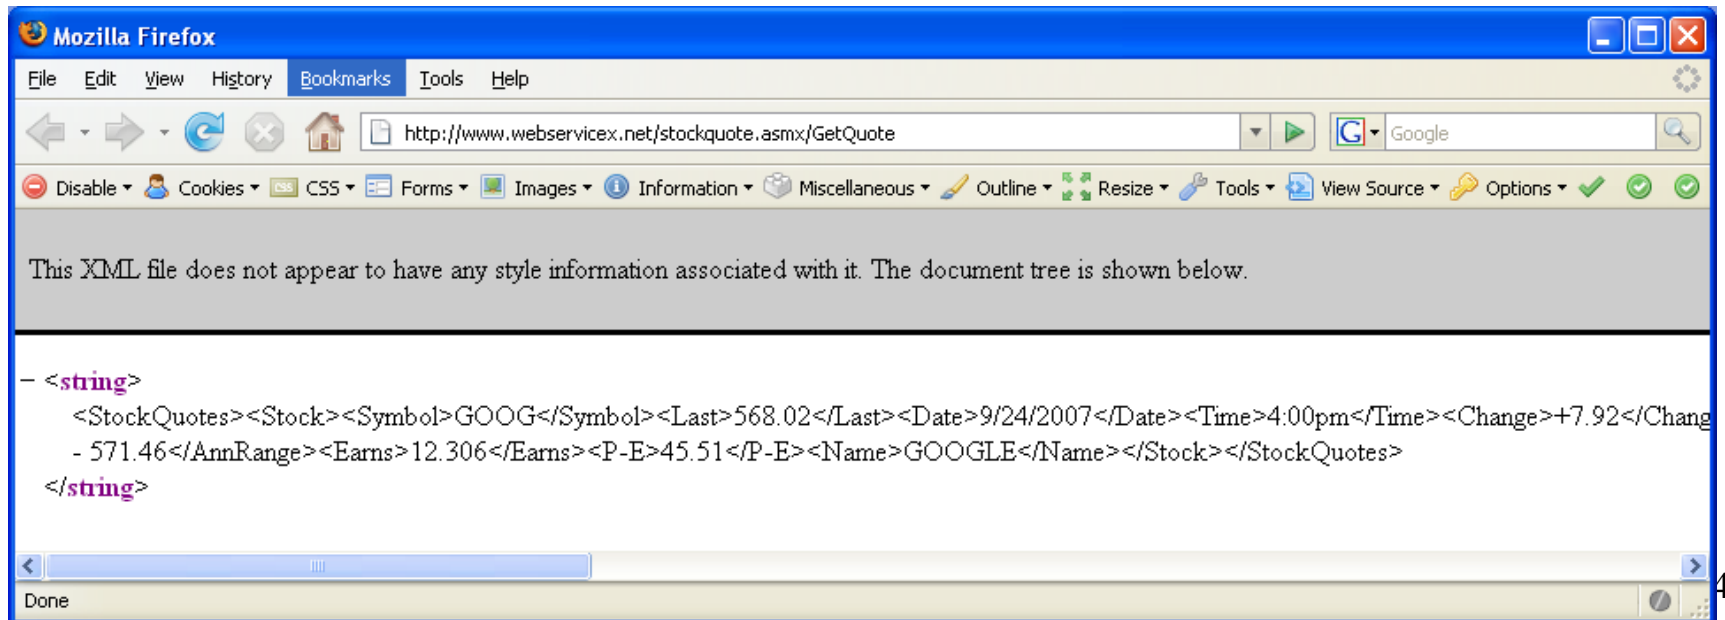 Mozilla Firefox
File Edit View History Bookmarks Tools Help
http://www.webservicex.net/stockquote.asmx/GetQuote G Google
Disable Cookies CSS CSS Forms Images Information Miscellaneous Outline Resize Tools View Source Options
This XML file does not appear to have any style information associated with it. The document tree is shown below.
− <string>
<StockQuotes><Stock><Symbol>GOOG</Symbol><Last>568.02</Last><Date>9/24/2007</Date><Time>4:00pm</Time><Change>+7.92</Chang
- 571.46</AnnRange><Earns>12.306</Earns><P-E>45.51</P-E><Name>GOOGLE</Name></Stock></StockQuotes>
</string>
4
Done